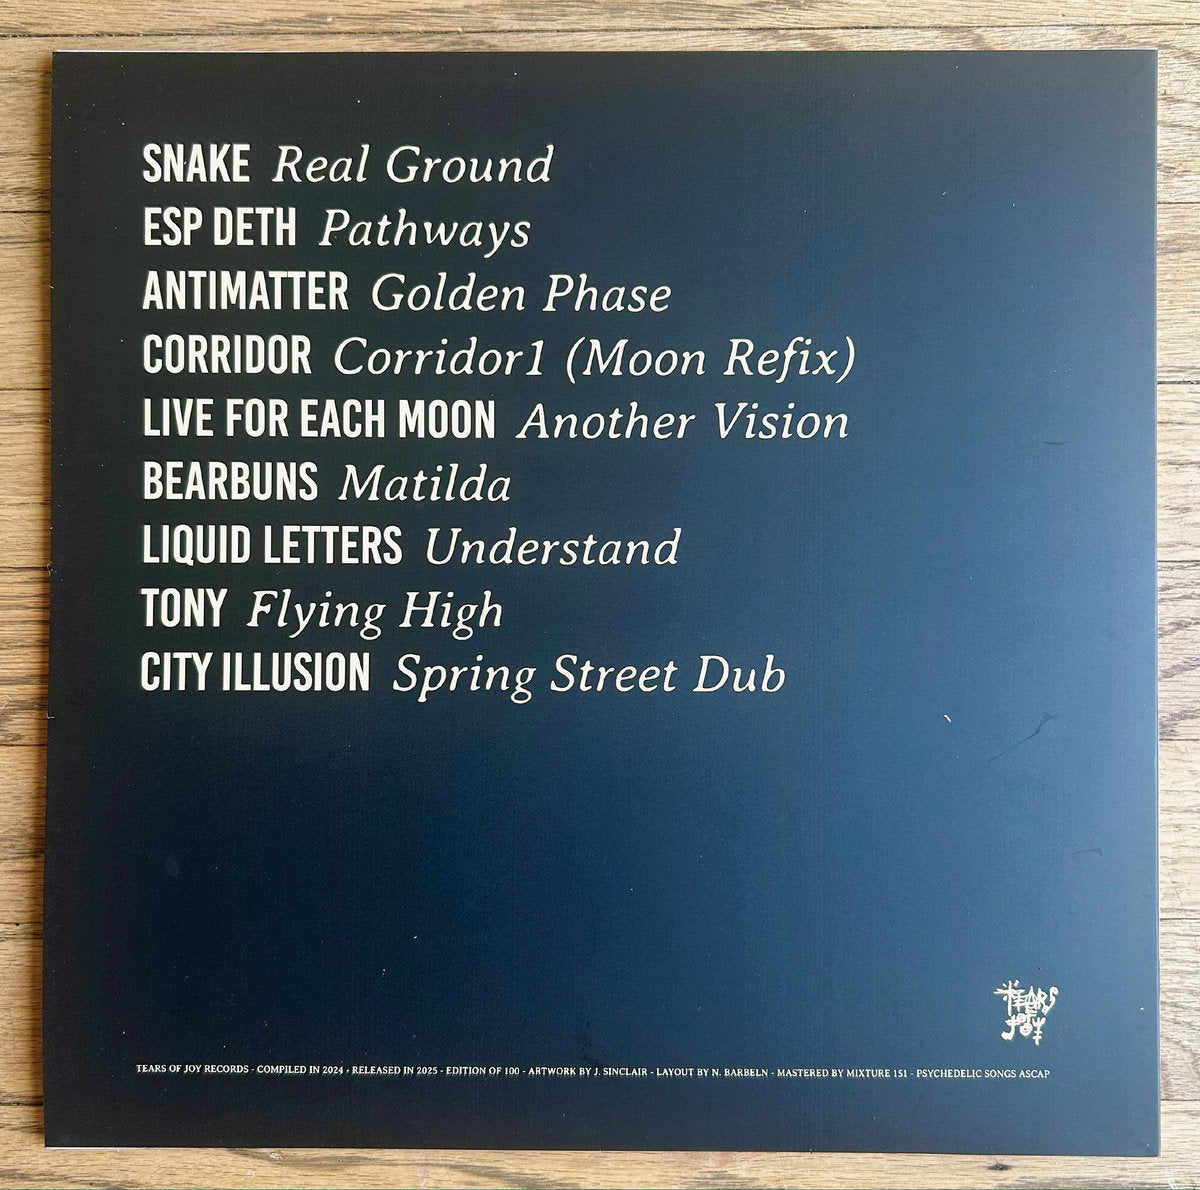 SNAKE Real Ground
ESP DETH Pathways
ANTIMATTER Golden Phase
CORRIDOR Corridor1 (Moon Refix)
LIVE FOR EACH MOON Another Vision
BEARBUNS Matilda
LIQUID LETTERS Understand
TONY Flying High
CITY ILLUSION Spring Street Dub
TEARS
OF
JOY
TEARS OF JOY RECORDS - COMPILED IN 2024 - RELEASED IN 2025 - EDITION OF 100 - ARTWORK BY J. SINCLAIR - LAYOUT BY N. BARBELN - MASTERED BY MIXTURE 151 - PSYCHEDELIC SONGS ASCAP